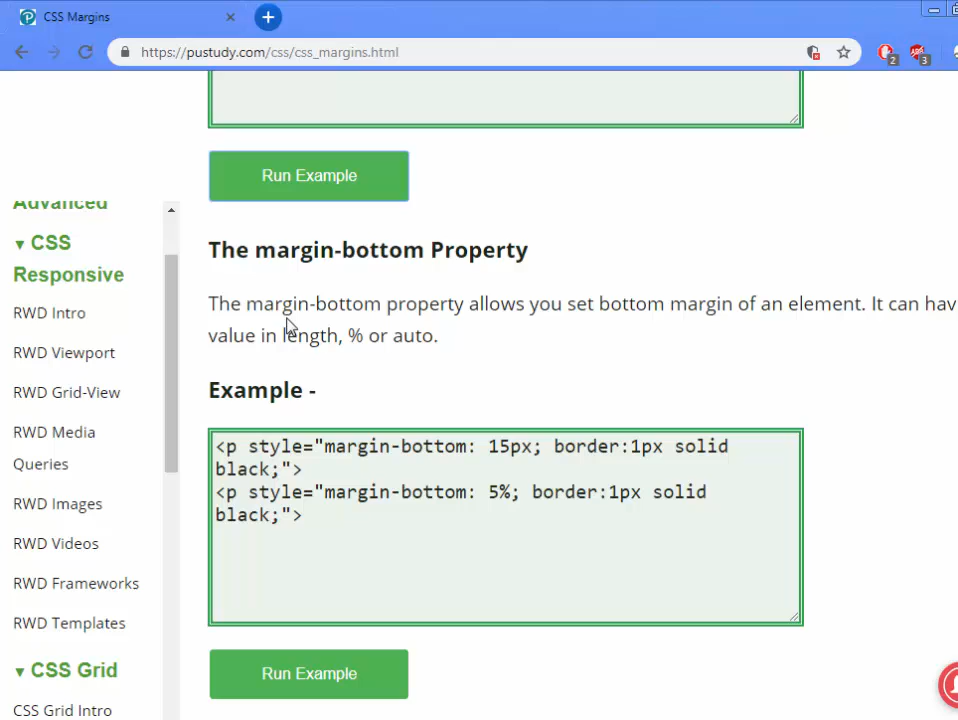 CSS Margins
https://pustudy.com/css/css_margins.html
2
3
Run Example
Advanced
▼ CSS
Responsive
RWD Intro
RWD Viewport
RWD Grid-View
RWD Media
Queries
RWD Images
RWD Videos
RWD Frameworks
RWD Templates
▼ CSS Grid
CSS Grid Intro
The margin-bottom Property
The margin-bottom property allows you set bottom margin of an element. It can hav
value in length, % or auto.
Example -
<p style="margin-bottom: 15px; border:1px solid
black;">
<p style="margin-bottom: 5%; border:1px solid
black;">
Run Example